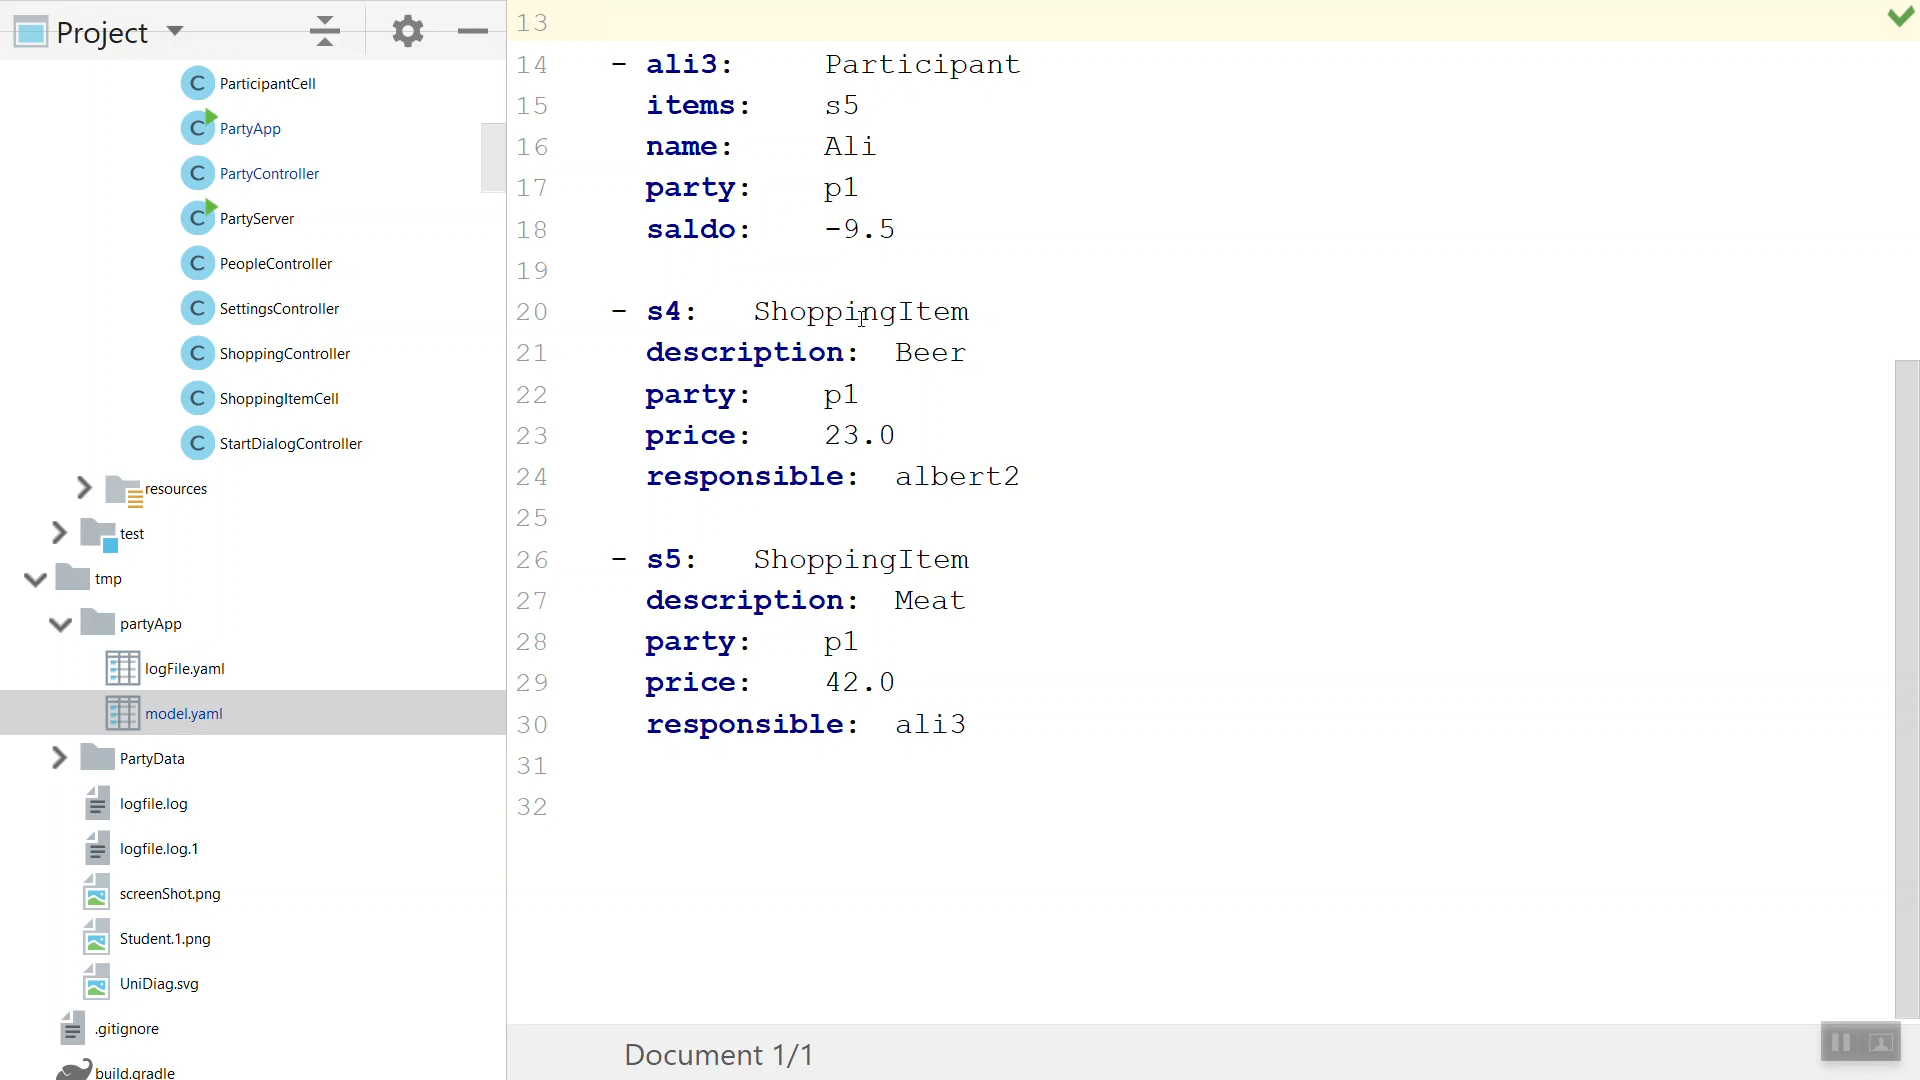 Project
C ParticipantCell
C PartyApp
C PartyController
C PartyServer
C PeopleController
C SettingsController
C ShoppingController
C ShoppingItemCell
C StartDialogController
resources
test
tmp
partyApp
logFile.yaml
model.yaml
PartyData
logfile.log
logfile.log.1
screenShot.png
Student.1.png
UniDiag.svg
.gitignore
build.gradle
13
14 - ali3: Participant
15 items: s5
16 name: Ali
17 party: p1
18 saldo: -9.5
19
20 - s4: ShoppingItem
21 description: Beer
22 party: p1
23 price: 23.0
24 responsible: albert2
25
26 - s5: ShoppingItem
27 description: Meat
28 party: p1
29 price: 42.0
30 responsible: ali3
31
32
Document 1/1